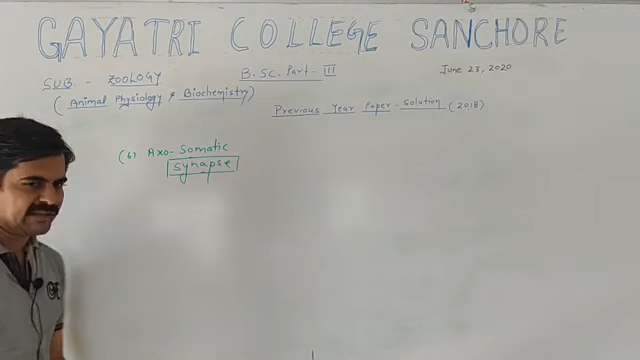 GAYATRI COLLEGE SANCHORE
SUB - ZOOLOGY B.SC. Part - III June 23, 2020
(Animal Physiology & Biochemistry)
Previous Year Paper Solution (2018)
(6) Axo-Somatic
Synapse